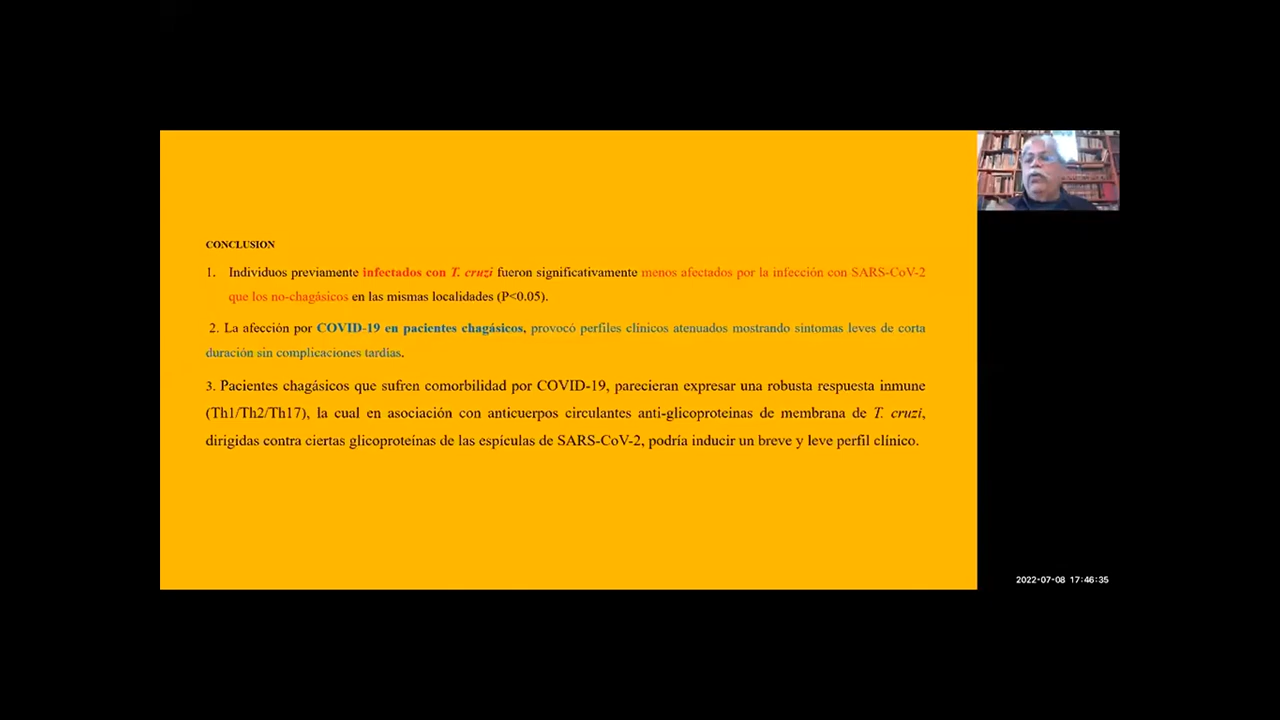 CONCLUSION
1. Individuos previamente infectados con T. cruzi fueron significativamente menos afectados por la infección con SARS-CoV-2
que los no-chagásicos en las mismas localidades (P<0.05).
2. La afección por COVID-19 en pacientes chagásicos, provocó perfiles clínicos atenuados mostrando síntomas leves de corta
duración sin complicaciones tardías.
3. Pacientes chagásicos que sufren comorbilidad por COVID-19, parecieran expresar una robusta respuesta inmune
(Th1/Th2/Th17), la cual en asociación con anticuerpos circulantes anti-glicoproteinas de membrana de T. cruzi,
dirigidas contra ciertas glicoproteínas de las espículas de SARS-CoV-2, podría inducir un breve y leve perfil clínico.
2022-07-08 17:46:35